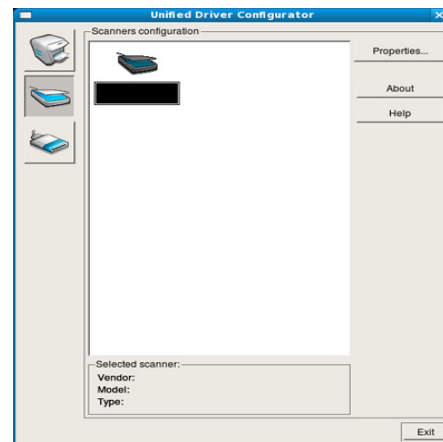 Unified Driver Configurator
Scanners configuration
Properties...
About
Help
Selected scanner:
Vendor:
Model:
Type:
Exit